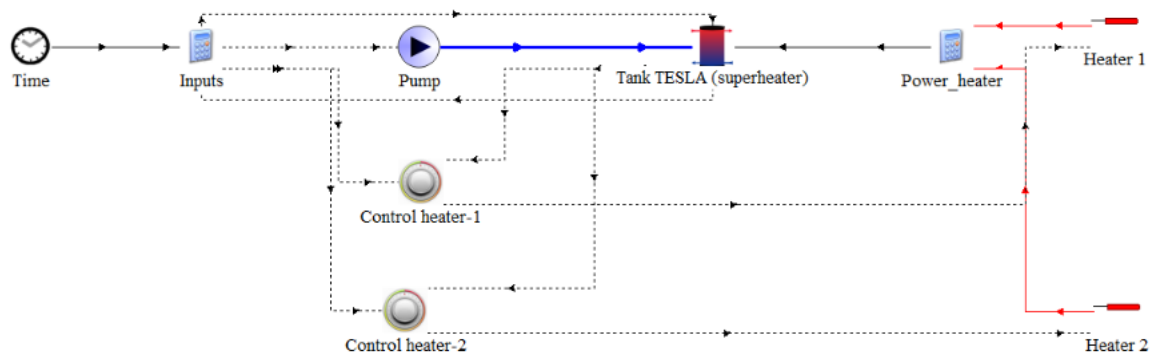 Heater 1
Time
Inputs
Pump
Tank TESLA (superheater)
Power_heater
Control heater-1
Control heater-2
Heater 2